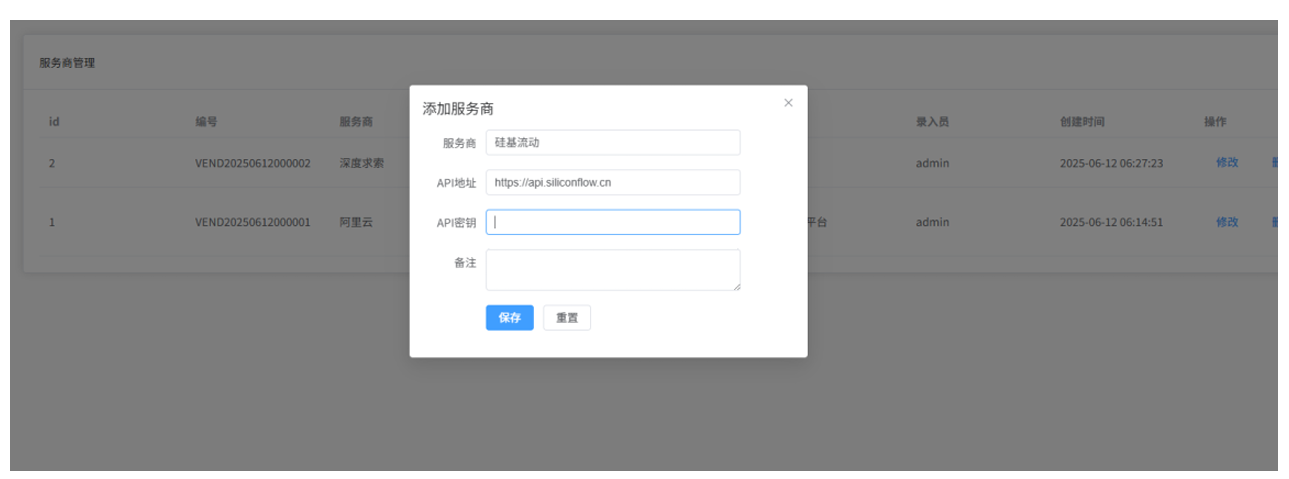 服务商管理
id 编号 服务商 录入员 创建时间 操作
2 VEND20250612000002 深度求索 admin 2025-06-12 06:27:23 修改
1 VEND20250612000001 阿里云 平台 admin 2025-06-12 06:14:51 修改
添加服务商
服务商 硅基流动
API地址 https://api.siliconflow.cn
API密钥
备注
保存 重置